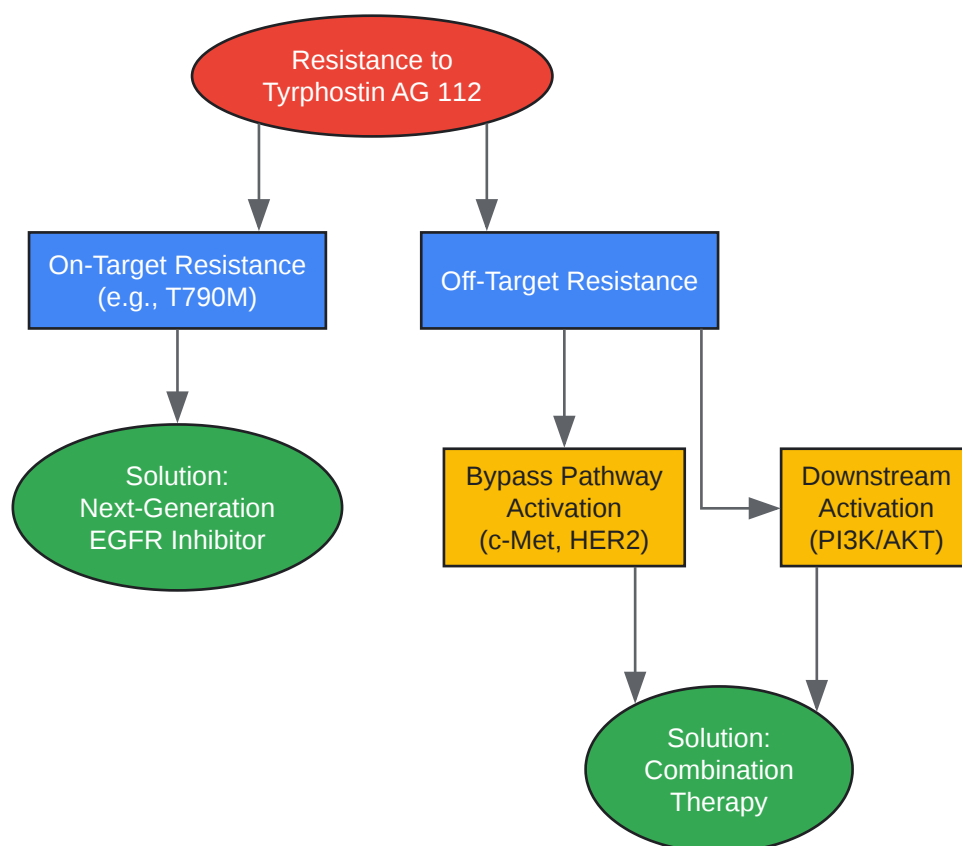 Resistance to
Tyrphostin AG 112
On-Target Resistance
(e.g., T790M)
Off-Target Resistance
Solution:
Next-Generation
EGFR Inhibitor
Bypass Pathway
Activation
(c-Met, HER2)
Downstream
Activation
(PI3K/AKT)
Solution:
Combination
Therapy